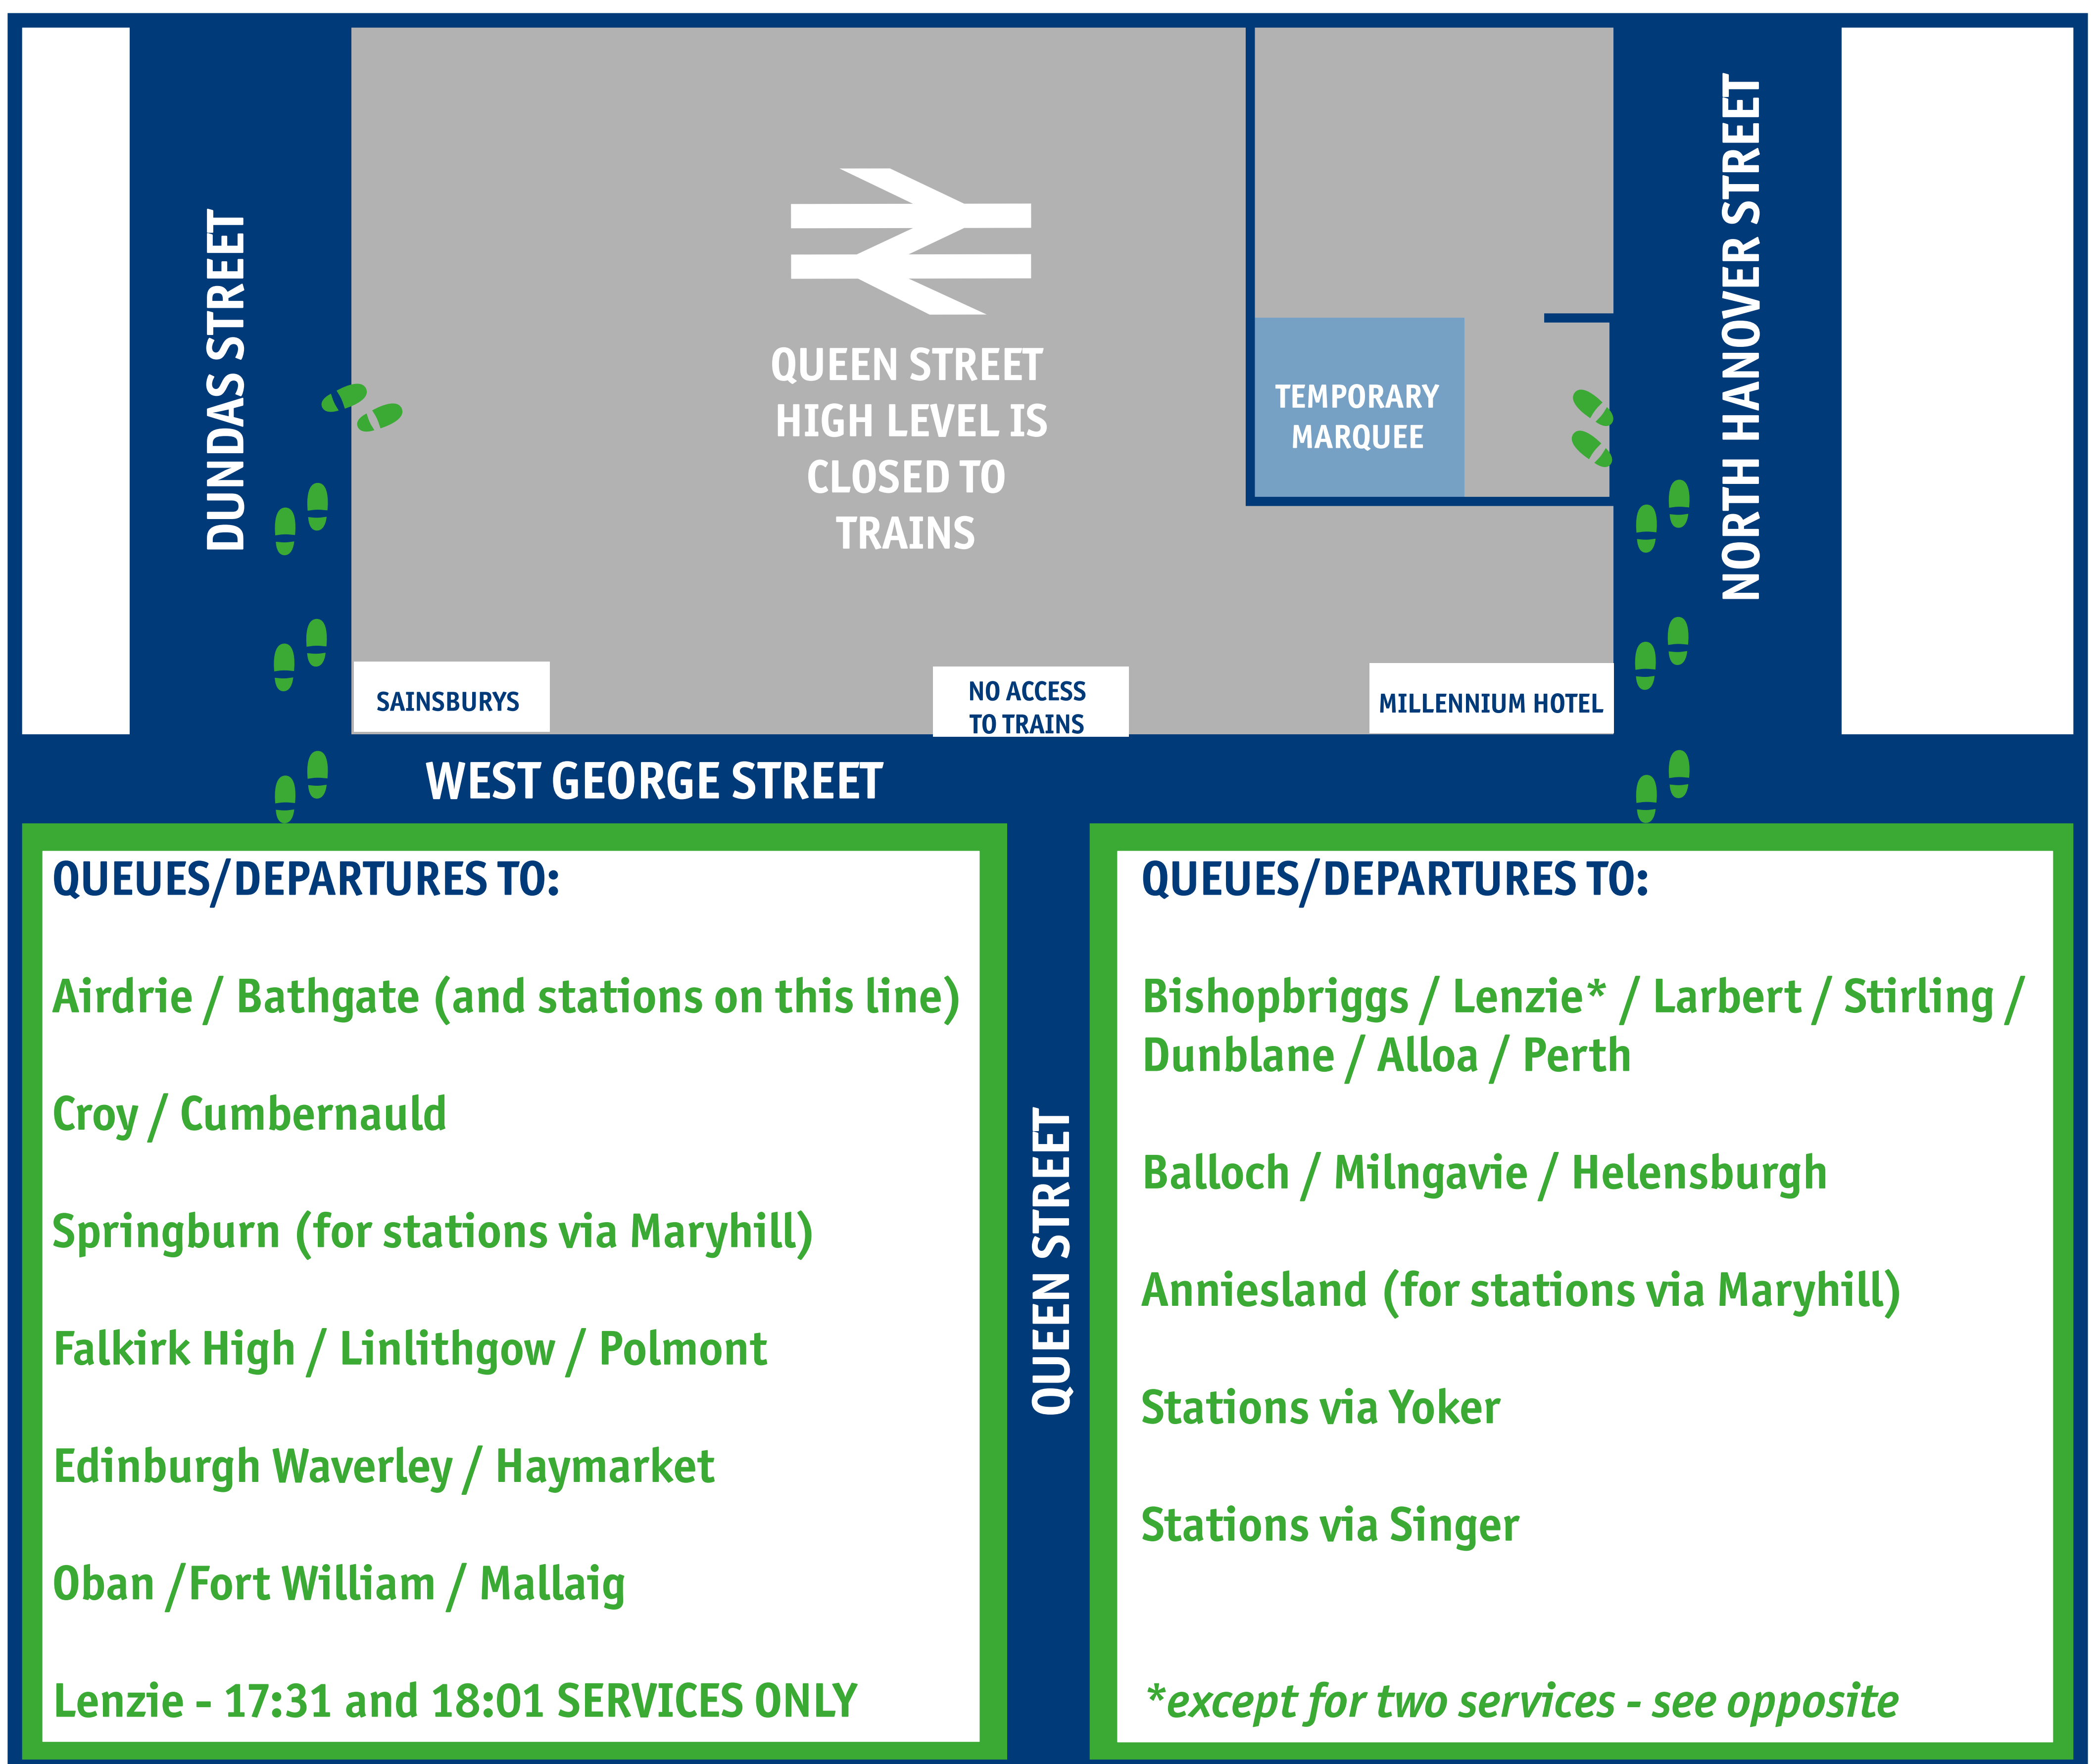 DUNDAS STREET
QUEEN STREET
HIGH LEVEL IS
CLOSED TO
TRAINS
TEMPORARY
MARQUEE
NORTH HANOVER STREET
SAINSBURYS
NO ACCESS
TO TRAINS
MILLENNIUM HOTEL
WEST GEORGE STREET
QUEUES/DEPARTURES TO:
Airdrie / Bathgate (and stations on this line)
Croy / Cumbernauld
Springburn (for stations via Maryhill)
Falkirk High / Linlithgow / Polmont
Edinburgh Waverley / Haymarket
Oban /Fort William / Mallaig
Lenzie - 17:31 and 18:01 SERVICES ONLY
QUEEN STREET
QUEUES/DEPARTURES TO:
Bishopbriggs / Lenzie* / Larbert / Stirling /
Dunblane / Alloa / Perth
Balloch / Milngavie / Helensburgh
Anniesland (for stations via Maryhill)
Stations via Yoker
Stations via Singer
*except for two services - see opposite